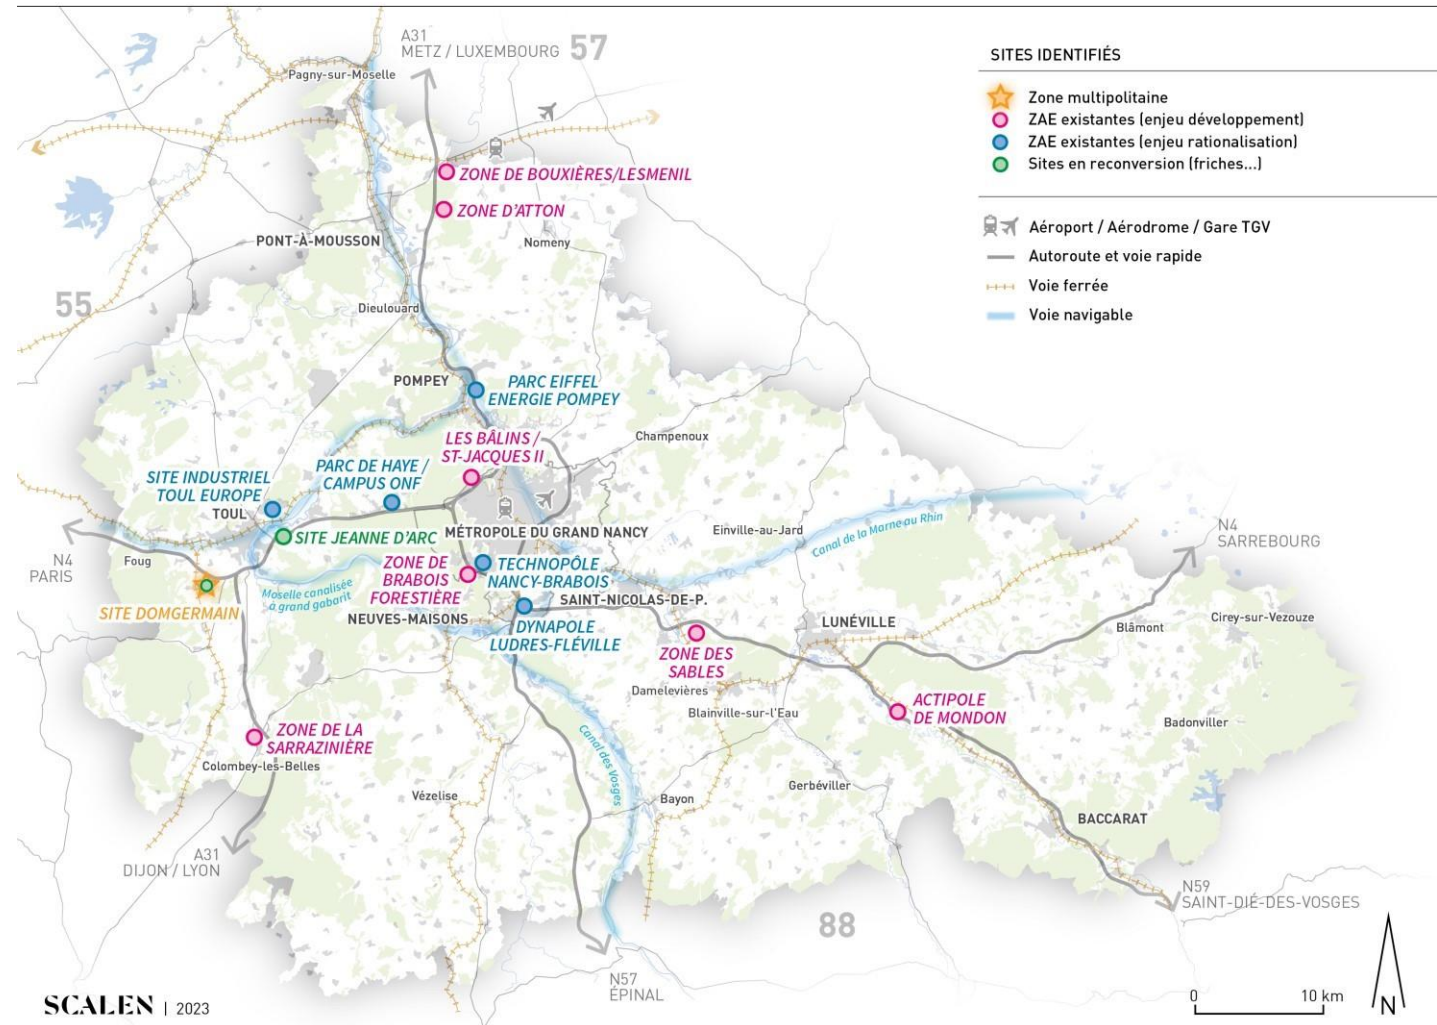 A31
METZ / LUXEMBOURG
57
Pagny-sur-Moselle
SITES IDENTIFIÉS
Zone multipolitaine
ZAE existantes (enjeu développement)
ZAE existantes (enjeu rationalisation)
Sites en reconversion (friches...)
Aéroport / Aérodrome / Gare TGV
Autoroute et voie rapide
Voie ferrée
Voie navigable
ZONE DE BOUXIÈRES/LESMENIL
ZONE D'ATTON
PONT-À-MOUSSON
Nomeny
55
Dieulouard
POMPEY
PARC EIFFEL
ENERGIE POMPEY
LES BÂLINS /
ST-JACQUES II
Champenoux
PARC DE HAYE /
CAMPUS ONF
SITE INDUSTRIEL
TOUL EUROPE
TOUL
SITE JEANNE D'ARC
MÉTROPOLE DU GRAND NANCY
Einville-au-Jard
Canal de la Marne au Rhin
N4
SARREBOURG
N4
PARIS
Foug
Moselle canalisée
à grand gabarit
ZONE DE
BRABOIS
FORESTIÈRE
TECHNOPÔLE
NANCY-BRABOIS
SITE DOMGERMAIN
NEUVES-MAISONS
SAINT-NICOLAS-DE-P.
DYNAPOLE
LUDRES-FLÉVILLE
ZONE DES
SABLES
LUNÉVILLE
Blâmont
Cirey-sur-Vezouze
Damelevières
Blainville-sur-l'Eau
ACTIPOLE
DE MONDON
Badonviller
ZONE DE LA
SARRAZINIÈRE
Colombey-les-Belles
Canal des Vosges
Vézelise
Bayon
Gerbéviller
BACCARAT
A31
DIJON / LYON
N59
SAINT-DIÉ-DES-VOSGES
88
N57
ÉPINAL
SCALEN | 2023
0 10 km
N